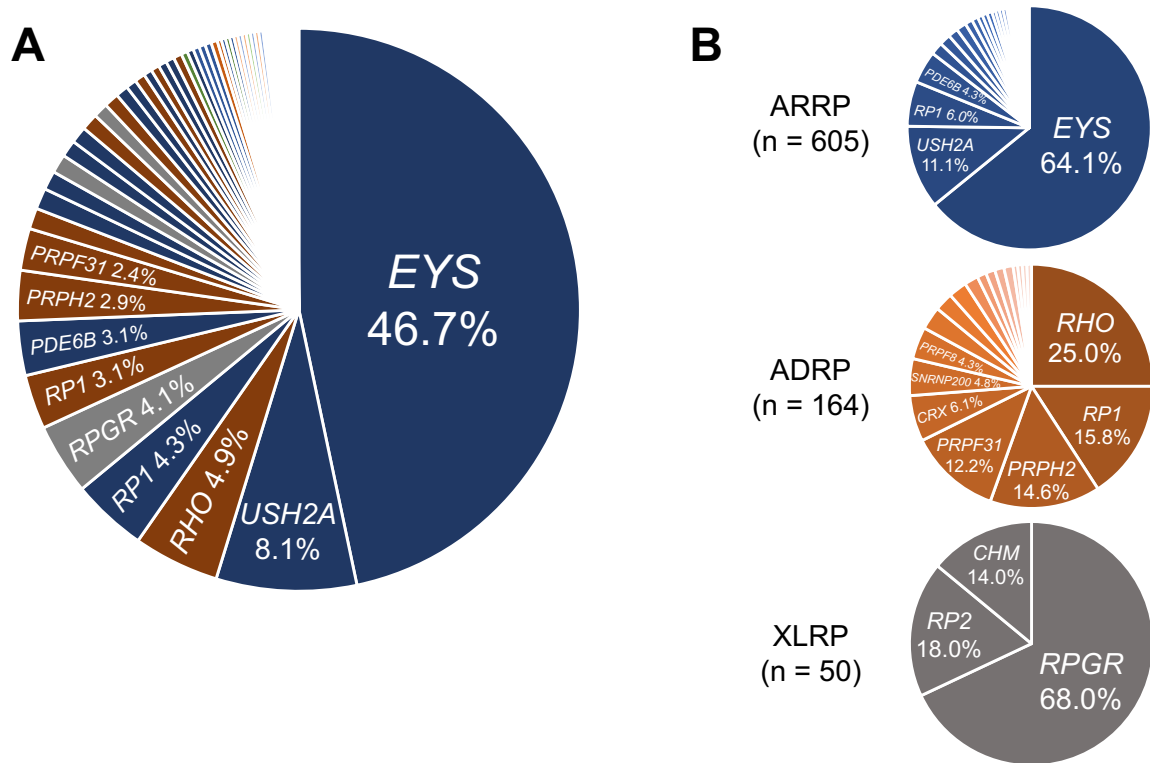 A
EYS
46.7%
USH2A
8.1%
RHO 4.9%
RP1 4.3%
RPGR 4.1%
RP1 3.1%
PDE6B 3.1%
PRPH2 2.9%
PRPF31 2.4%
B
ARRP
(n = 605)
EYS
64.1%
USH2A
11.1%
RP1 6.0%
PDE6B 4.3%
ADRP
(n = 164)
RHO
25.0%
RP1
15.8%
PRPH2
14.6%
PRPF31
12.2%
CRX 6.1%
SNRNP200 4.8%
PRPF8 4.3%
XLRP
(n = 50)
RPGR
68.0%
RP2
18.0%
CHM
14.0%